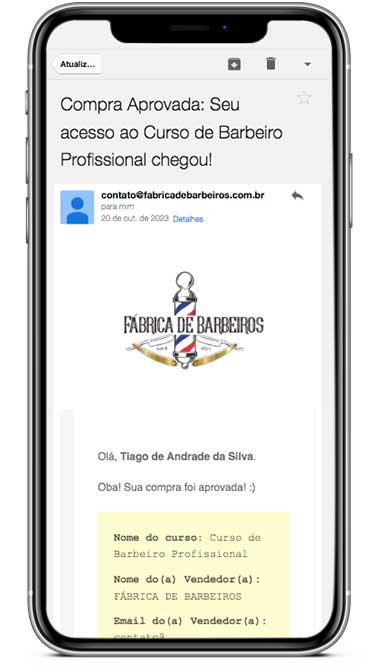 Atualiz...
Compra Aprovada: Seu
acesso ao Curso de Barbeiro
Profissional chegou!
contato@fabricadebarbeiros.com.br
para mim
20 de out. de 2023 Detalhes
FÁBRICA DE BARBEIROS
Olá, Tiago de Andrade da Silva.
Oba! Sua compra foi aprovada! :)
Nome do curso: Curso de
Barbeiro Profissional
Nome do(a) Vendedor(a):
FÁBRICA DE BARBEIROS
Email do(a) Vendedor(a):
contato@